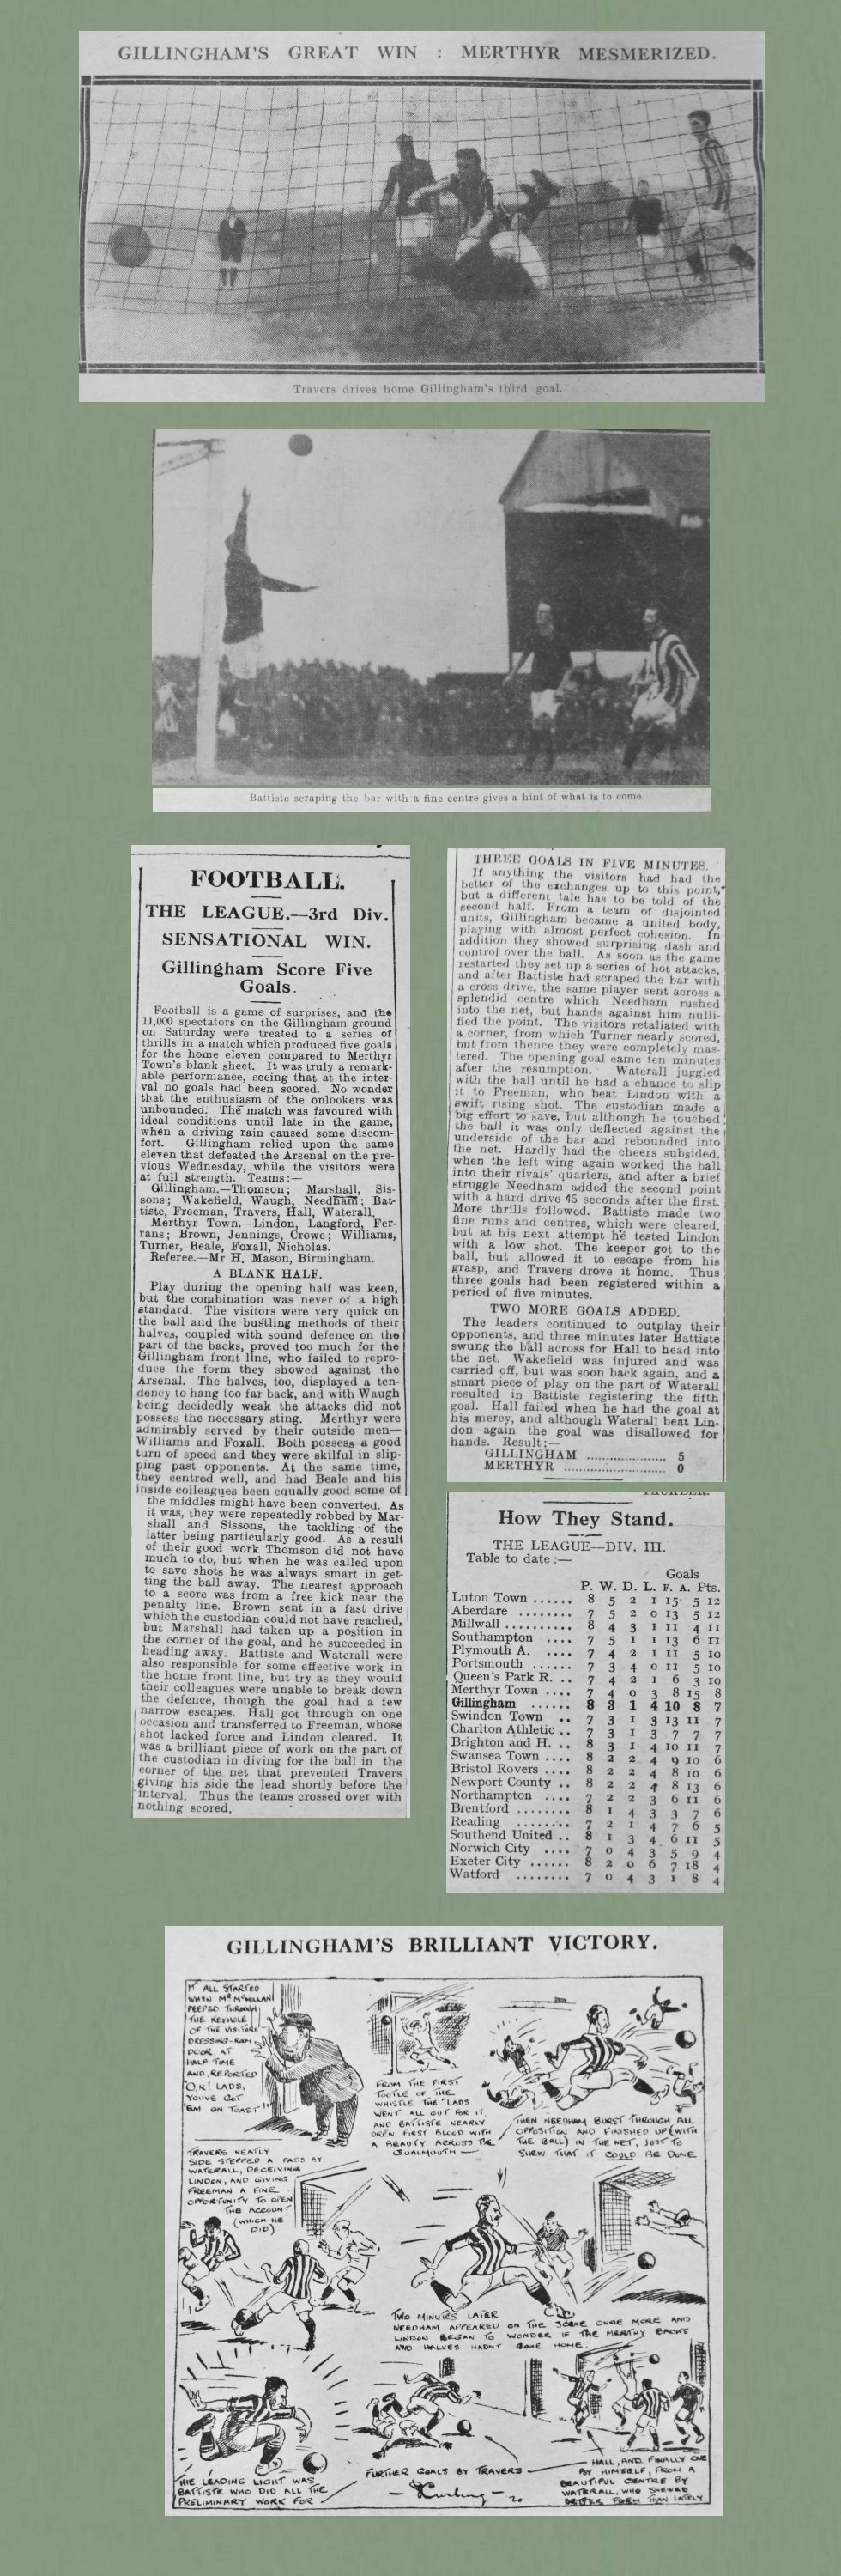 GILLINGHAM'S GREAT WIN : MERTHYR MESMERIZED.
Travers drives home Gillingham's third goal.
Battiste scraping the bar with a fine centre gives a hint of what is to come
FOOTBALL.
THE LEAGUE.—3rd Div.
SENSATIONAL WIN.
Gillingham Score Five
Goals.
Football is a game of surprises, and the
11,000 spectators on the Gillingham ground
on Saturday were treated to a series of
thrills in a match which produced five goals
for the home eleven compared to Merthyr
Town's blank sheet. It was truly a remark-
able performance, seeing that at the inter-
val no goals had been scored. No wonder
that the enthusiasm of the onlookers was
unbounded. The match was favoured with
ideal conditions until late in the game,
when a driving rain caused some discom-
fort. Gillingham relied upon the same
eleven that defeated the Arsenal on the pre-
vious Wednesday, while the visitors were
at full strength. Teams:—
Gillingham.—Thomson; Marshall, Sis-
sons; Wakefield, Waugh, Needham; Bat-
tiste, Freeman, Travers, Hall, Waterall.
Merthyr Town.—Lindon, Langford, Fer-
rans; Brown, Jennings, Crowe; Williams,
Turner, Beale, Foxall, Nicholas.
Referee.—Mr H. Mason, Birmingham.
A BLANK HALF.
Play during the opening half was keen,
but the combination was never of a high
standard. The visitors were very quick on
the ball and the bustling methods of their
halves, coupled with sound defence on the
part of the backs, proved too much for the
Gillingham front line, who failed to repro-
duce the form they showed against the
Arsenal. The halves, too, displayed a ten-
dency to hang too far back, and with Waugh
being decidedly weak the attacks did not
possess the necessary sting. Merthyr were
admirably served by their outside men—
Williams and Foxall. Both possess a good
turn of speed and they were skilful in slip-
ping past opponents. At the same time,
they centred well, and had Beale and his
inside colleagues been equally good some of
the middles might have been converted. As
it was, they were repeatedly robbed by Mar-
shall and Sissons, the tackling of the
latter being particularly good. As a result
of their good work Thomson did not have
much to do, but when he was called upon
to save shots he was always smart in get-
ting the ball away. The nearest approach
to a score was from a free kick near the
penalty line. Brown sent in a fast drive
which the custodian could not have reached,
but Marshall had taken up a position in
the corner of the goal, and he succeeded in
heading away. Battiste and Waterall were
also responsible for some effective work in
the home front line, but try as they would
their colleagues were unable to break down
the defence, though the goal had a few
narrow escapes. Hall got through on one
occasion and transferred to Freeman, whose
shot lacked force and Lindon cleared. It
was a brilliant piece of work on the part of
the custodian in diving for the ball in the
corner of the net that prevented Travers
giving his side the lead shortly before the
interval. Thus the teams crossed over with
nothing scored.
THREE GOALS IN FIVE MINUTES.
If anything the visitors had had the
better of the exchanges up to this point,
but a different tale has to be told of the
second half. From a team of disjointed
units, Gillingham became a united body,
playing with almost perfect cohesion. In
addition they showed surprising dash and
control over the ball. As soon as the game
restarted they set up a series of hot attacks,
and after Battiste had scraped the bar with
a cross drive, the same player sent across a
splendid centre which Needham rushed
into the net, but hands against him nulli-
fied the point. The visitors retaliated with
a corner, from which Turner nearly scored,
but from thence they were completely mas-
tered. The opening goal came ten minutes
after the resumption. Waterall juggled
with the ball until he had a chance to slip
it to Freeman, who beat Lindon with a
swift rising shot. The custodian made a
big effort to save, but although he touched
the ball it was only deflected against the
underside of the bar and rebounded into
the net. Hardly had the cheers subsided,
when the left wing again worked the ball
into their rivals' quarters, and after a brief
struggle Needham added the second point
with a hard drive 45 seconds after the first.
More thrills followed. Battiste made two
fine runs and centres, which were cleared,
but at his next attempt he tested Lindon
with a low shot. The keeper got to the
ball, but allowed it to escape from his
grasp, and Travers drove it home. Thus
three goals had been registered within a
period of five minutes.
TWO MORE GOALS ADDED.
The leaders continued to outplay their
opponents, and three minutes later Battiste
swung the ball across for Hall to head into
the net. Wakefield was injured and was
carried off, but was soon back again, and a
smart piece of play on the part of Waterall
resulted in Battiste registering the fifth
goal. Hall failed when he had the goal at
his mercy, and although Waterall beat Lin-
don again the goal was disallowed for
hands. Result:—
GILLINGHAM ..................... 5
MERTHYR ........................... 0
How They Stand.
THE LEAGUE—DIV. III.
Table to date:—
Goals
P. W. D. L. F. A. Pts.
Luton Town ...... 8 5 2 1 15 5 12
Aberdare ........ 7 5 2 0 13 5 12
Millwall .......... 8 4 3 1 11 4 11
Southampton .... 7 5 1 1 13 6 11
Plymouth A. .... 7 4 2 1 11 5 10
Portsmouth ...... 7 3 4 0 11 5 10
Queen's Park R. .. 7 4 2 1 6 3 10
Merthyr Town .... 7 4 0 3 8 15 8
Gillingham ...... 8 3 1 4 10 8 7
Swindon Town .. 7 3 1 3 13 11 7
Charlton Athletic .. 7 3 1 3 7 7 7
Brighton and H. .. 8 3 1 4 10 11 7
Swansea Town .... 8 2 2 4 9 10 6
Bristol Rovers .... 8 2 2 4 8 10 6
Newport County .. 8 2 2 4 8 13 6
Northampton .... 7 2 2 3 6 11 6
Brentford ........ 8 1 4 3 3 7 6
Reading ........ 7 2 1 4 7 6 5
Southend United .. 8 1 3 4 6 11 5
Norwich City .... 7 0 4 3 5 9 4
Exeter City ...... 8 2 0 6 7 18 4
Watford ........ 7 0 4 3 1 8 4
GILLINGHAM'S BRILLIANT VICTORY.
IT ALL STARTED
WHEN Mr McMILLAN
PEEPED THROUGH
THE KEYHOLE
OF THE VISITORS
DRESSING-ROOM
DOOR AT
HALF TIME
AND REPORTED
"O.K! LADS,
YOUVE GOT
'EM ON TOAST"
FROM THE FIRST
TOOTLE OF THE
WHISTLE THE "LADS
WENT ALL OUT FOR IT,
AND BATTISTE NEARLY
DREW FIRST BLOOD WITH
A BEAUTY ACROSS THE
GOALMOUTH —
THEN NEEDHAM BURST THROUGH ALL
OPPOSITION AND FINISHED UP (WITH
THE BALL) IN THE NET, JUST TO
SHEW THAT IT COULD BE DONE
TRAVERS NEATLY
SIDE STEPPED A PASS BY
WATERALL, DECEIVING
LINDON, AND GIVING
FREEMAN A FINE
OPPORTUNITY TO OPEN
THE ACCOUNT
(WHICH HE
DID)
TWO MINUTES LATER
NEEDHAM APPEARED ON THE SCENE ONCE MORE AND
LINDON BEGAN TO WONDER IF THE MERTHY BACKS
AND HALVES HADNT GONE HOME.
THE LEADING LIGHT WAS
BATTISTE WHO DID ALL THE
PRELIMINARY WORK FOR
FURTHER GOALS BY TRAVERS
HALL, AND FINALLY ONE
BY HIMSELF, FROM A
BEAUTIFUL CENTRE BY
WATERALL, WHO SHEWED
BETTER FORM THAN LATELY